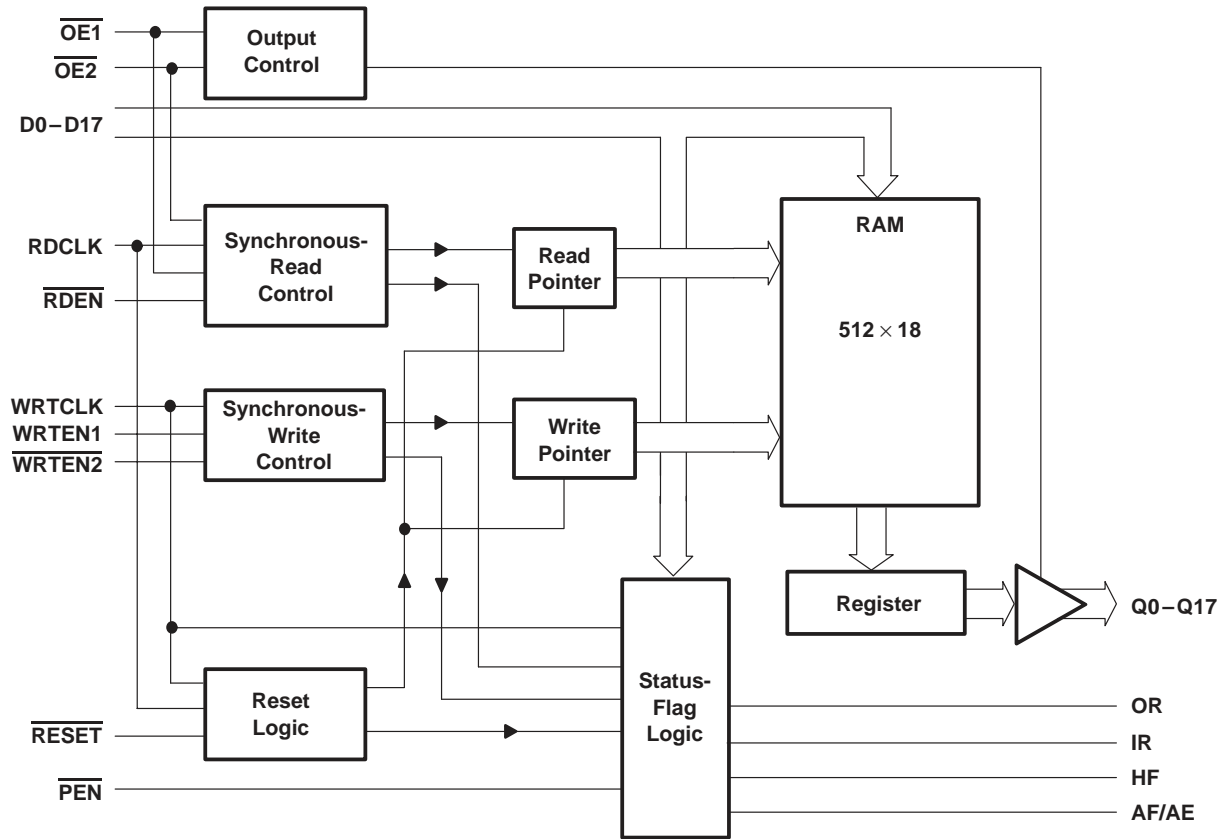 OE1
OE2
Output
Control
D0–D17
RDCLK
RDEN
Synchronous-
Read
Control
Read
Pointer
RAM
512 × 18
WRTCLK
WRTEN1
WRTEN2
Synchronous-
Write
Control
Write
Pointer
Register
Q0–Q17
Reset
Logic
RESET
PEN
Status-
Flag
Logic
OR
IR
HF
AF/AE